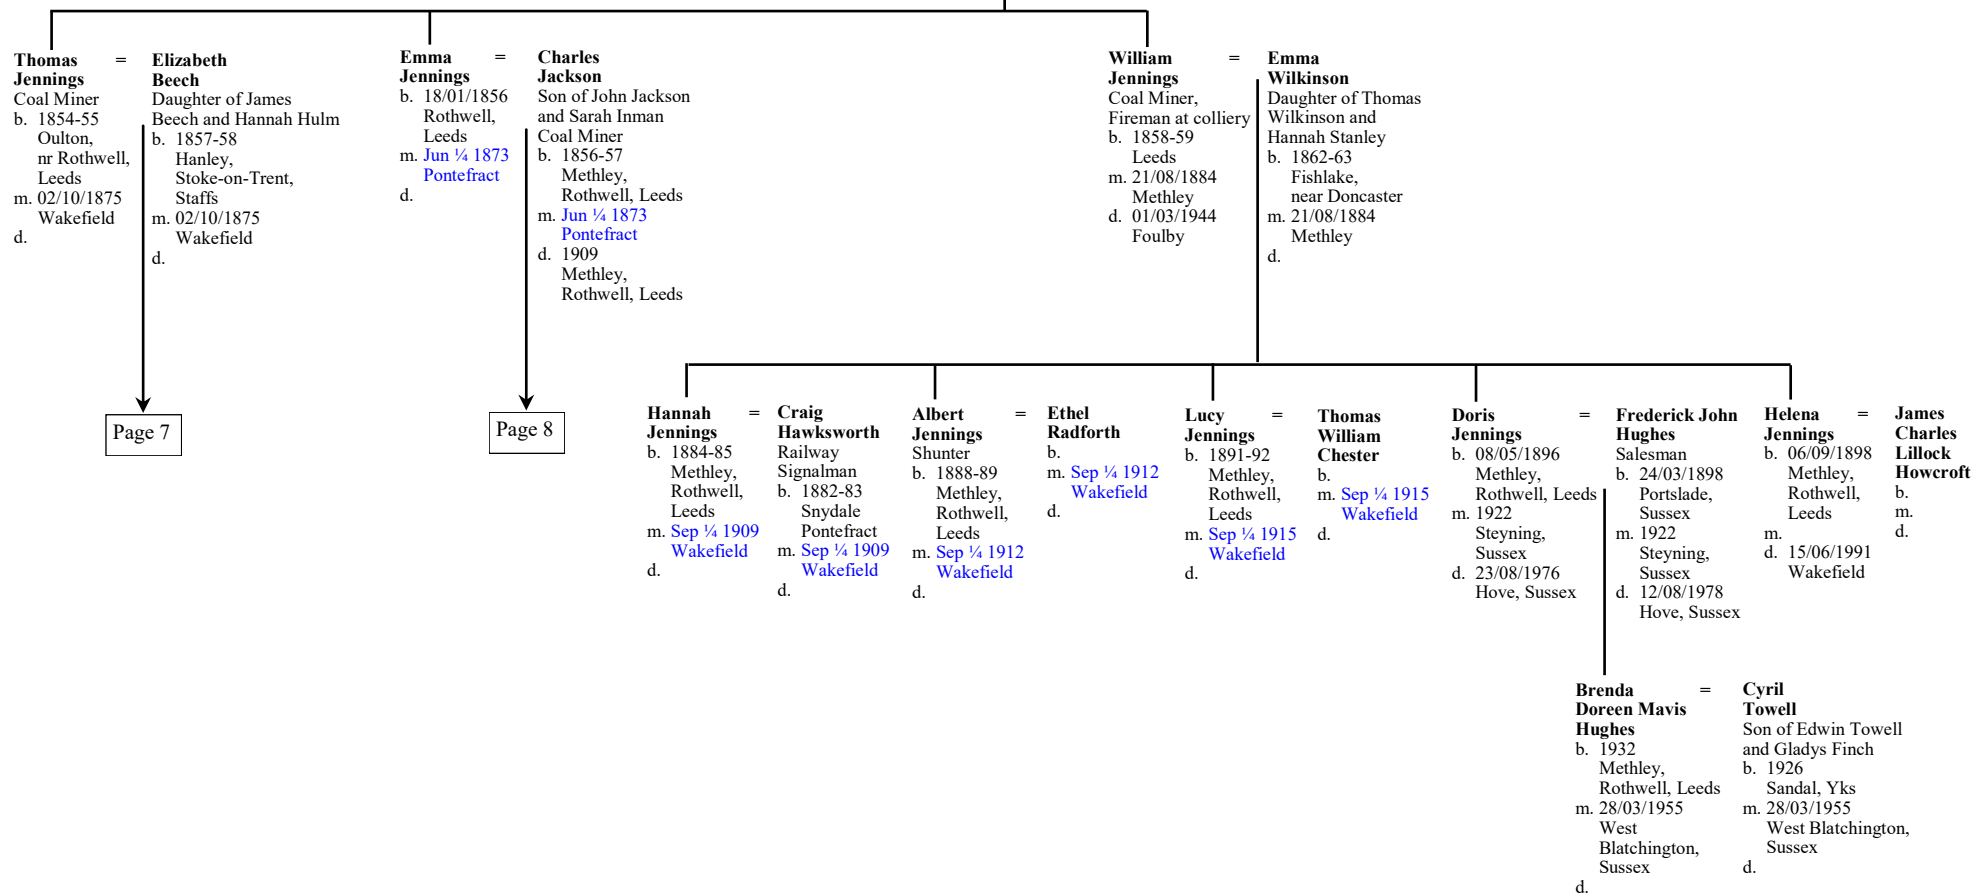 Thomas =
Jennings
Coal Miner
b. 1854-55
Oulton,
nr Rothwell,
Leeds
m. 02/10/1875
Wakefield
d.
Elizabeth
Beech
Daughter of James
Beech and Hannah Hulm
b. 1857-58
Hanley,
Stoke-on-Trent,
Staffs
m. 02/10/1875
Wakefield
d.
Emma =
Jennings
b. 18/01/1856
Rothwell,
Leeds
m. Jun ¼ 1873
Pontefract
d.
Charles
Jackson
Son of John Jackson
and Sarah Inman
Coal Miner
b. 1856-57
Methley,
Rothwell, Leeds
m. Jun ¼ 1873
Pontefract
d. 1909
Methley,
Rothwell, Leeds
William =
Jennings
Coal Miner,
Fireman at colliery
b. 1858-59
Leeds
m. 21/08/1884
Methley
d. 01/03/1944
Foulby
Emma
Wilkinson
Daughter of Thomas
Wilkinson and
Hannah Stanley
b. 1862-63
Fishlake,
near Doncaster
m. 21/08/1884
Methley
d.
Page 7
Page 8
Hannah =
Jennings
b. 1884-85
Methley,
Rothwell,
Leeds
m. Sep ¼ 1909
Wakefield
d.
Craig
Hawksworth
Railway
Signalman
b. 1882-83
Snydale
Pontefract
m. Sep ¼ 1909
Wakefield
d.
Albert =
Jennings
Shunter
b. 1888-89
Methley,
Rothwell,
Leeds
m. Sep ¼ 1912
Wakefield
d.
Ethel
Radforth
b.
m. Sep ¼ 1912
Wakefield
d.
Lucy =
Jennings
b. 1891-92
Methley,
Rothwell,
Leeds
m. Sep ¼ 1915
Wakefield
d.
Thomas
William
Chester
b.
m. Sep ¼ 1915
Wakefield
d.
Doris =
Jennings
b. 08/05/1896
Methley,
Rothwell, Leeds
m. 1922
Steyning,
Sussex
d. 23/08/1976
Hove, Sussex
Frederick John
Hughes
Salesman
b. 24/03/1898
Portslade,
Sussex
m. 1922
Steyning,
Sussex
d. 12/08/1978
Hove, Sussex
Helena =
Jennings
b. 06/09/1898
Methley,
Rothwell,
Leeds
m.
d. 15/06/1991
Wakefield
James
Charles
Lillock
Howcroft
b.
m.
d.
Brenda =
Doreen Mavis
Hughes
b. 1932
Methley,
Rothwell, Leeds
m. 28/03/1955
West
Blatchington,
Sussex
d.
Cyril
Towell
Son of Edwin Towell
and Gladys Finch
b. 1926
Sandal, Yks
m. 28/03/1955
West Blatchington,
Sussex
d.